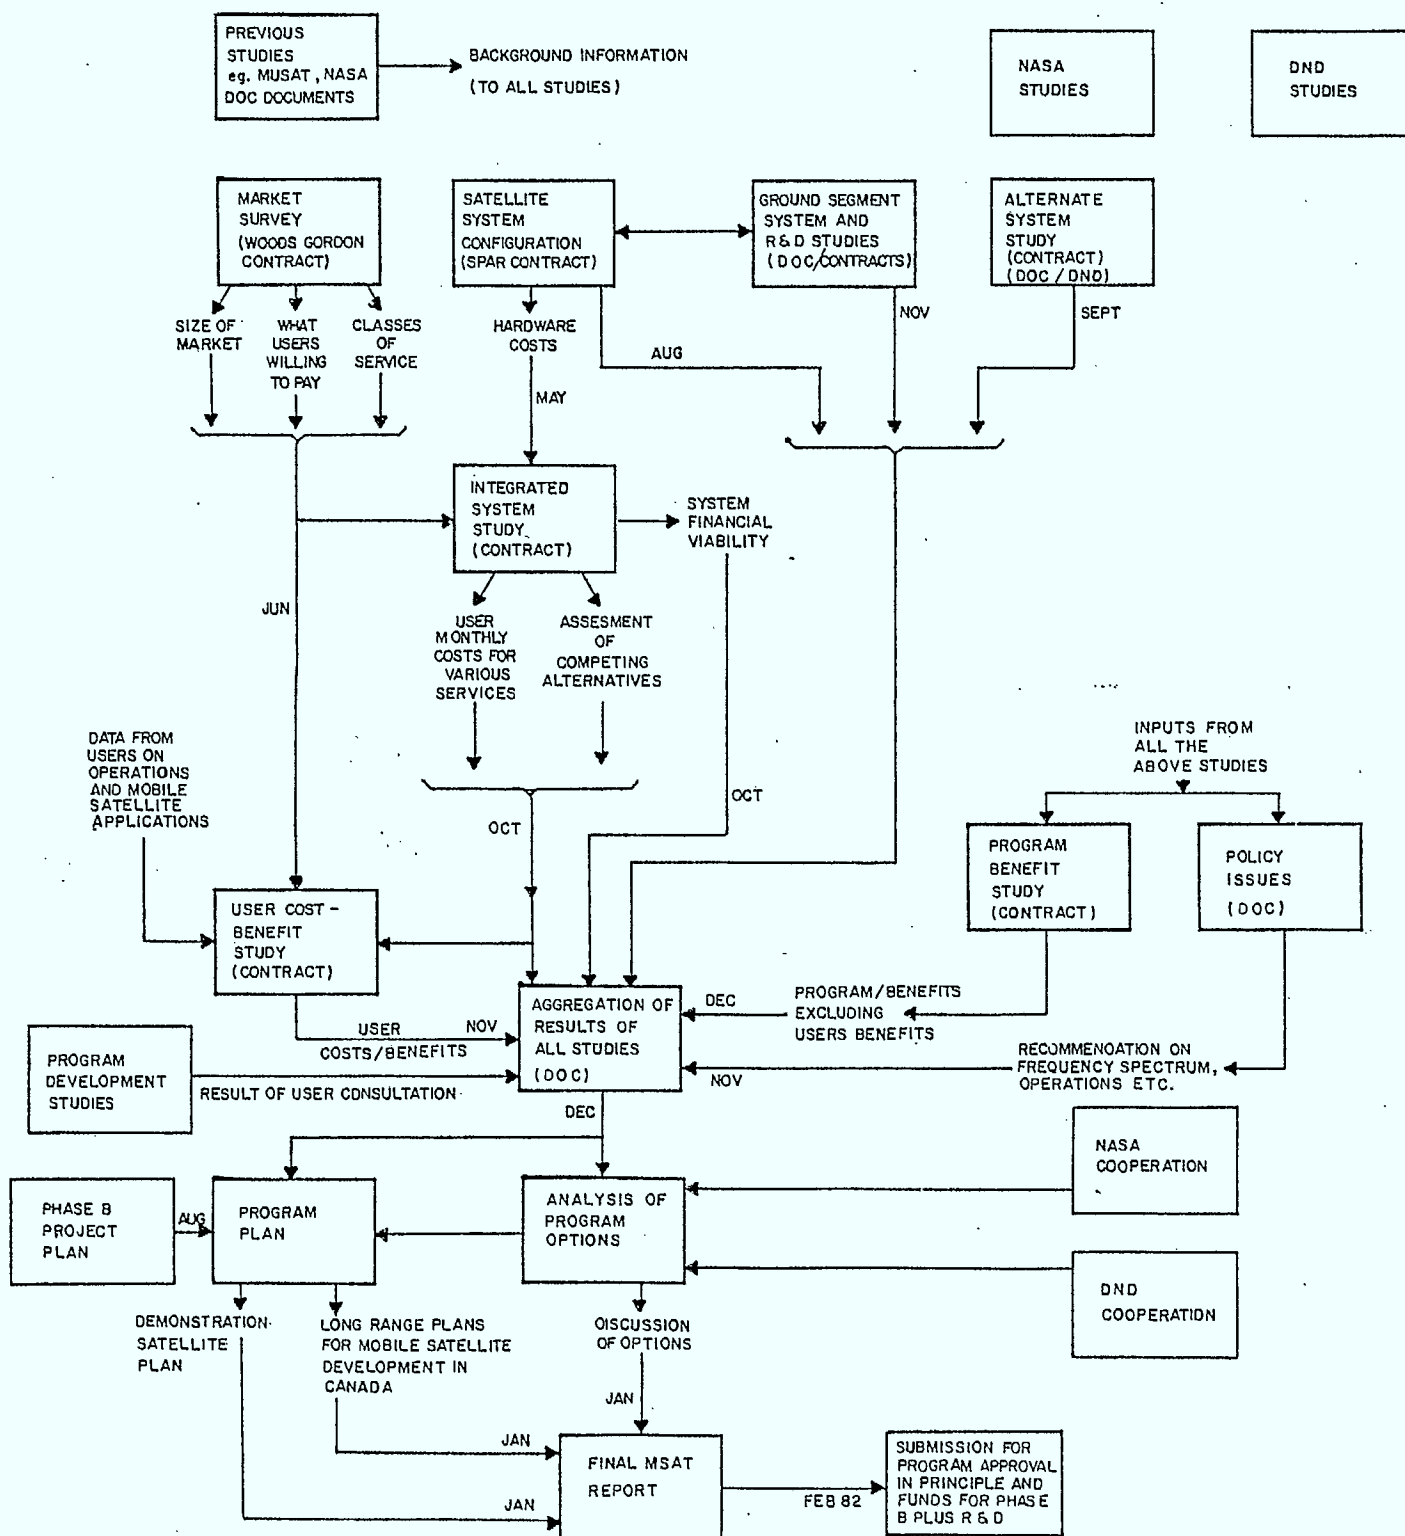 PREVIOUS
STUDIES
eg. MUSAT, NASA
DOC DOCUMENTS
BACKGROUND INFORMATION
(TO ALL STUDIES)
NASA
STUDIES
DND
STUDIES
MARKET
SURVEY
(WOODS GORDON
CONTRACT)
SATELLITE
SYSTEM
CONFIGURATION
(SPAR CONTRACT)
GROUND SEGMENT
SYSTEM AND
R&D STUDIES
(DOC/CONTRACTS)
ALTERNATE
SYSTEM
STUDY
(CONTRACT)
(DOC/DND)
SIZE OF
MARKET
WHAT
USERS
WILLING
TO PAY
CLASSES
OF
SERVICE
HARDWARE
COSTS
MAY
AUG
NOV
SEPT
INTEGRATED
SYSTEM
STUDY
(CONTRACT)
SYSTEM
FINANCIAL
VIABILITY
JUN
USER
MONTHLY
COSTS FOR
VARIOUS
SERVICES
ASSESMENT
OF
COMPETING
ALTERNATIVES
DATA FROM
USERS ON
OPERATIONS
AND MOBILE
SATELLITE
APPLICATIONS
OCT
OCT
INPUTS FROM
ALL THE
ABOVE STUDIES
PROGRAM
BENEFIT
STUDY
(CONTRACT)
POLICY
ISSUES
(DOC)
USER COST-
BENEFIT
STUDY
(CONTRACT)
AGGREGATION OF
RESULTS OF
ALL STUDIES
(DOC)
DEC
PROGRAM/BENEFITS
EXCLUDING
USERS BENEFITS
USER
COSTS/BENEFITS
NOV
PROGRAM
DEVELOPMENT
STUDIES
RESULT OF USER CONSULTATION
NOV
RECOMMENOATION ON
FREQUENCY SPECTRUM,
OPERATIONS ETC.
DEC
NASA
COOPERATION
PHASE B
PROJECT
PLAN
AUG
PROGRAM
PLAN
ANALYSIS OF
PROGRAM
OPTIONS
DND
COOPERATION
DEMONSTRATION
SATELLITE
PLAN
LONG RANGE PLANS
FOR MOBILE SATELLITE
DEVELOPMENT IN
CANADA
OISCUSSION
OF OPTIONS
JAN
JAN
JAN
FINAL MSAT
REPORT
FEB 82
SUBMISSION FOR
PROGRAM APPROVAL
IN PRINCIPLE AND
FUNDS FOR PHASE
B PLUS R & D